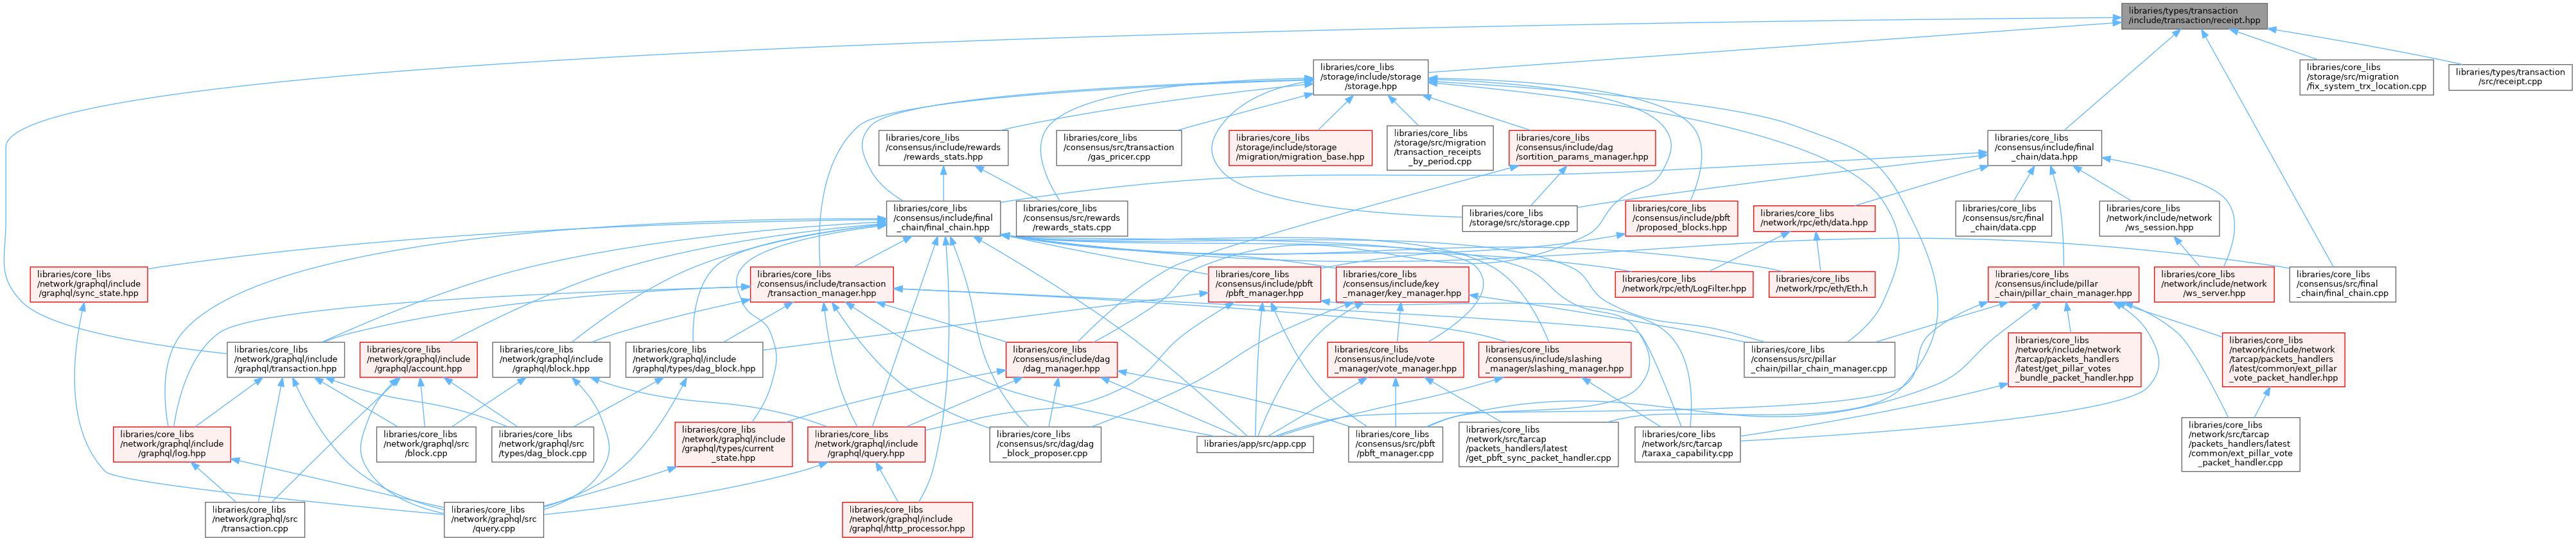 libraries/types/transaction
/include/transaction/receipt.hpp
libraries/core_libs
/storage/include/storage
/storage.hpp
libraries/core_libs
/storage/src/migration
/fix_system_trx_location.cpp
libraries/types/transaction
/src/receipt.cpp
libraries/core_libs
/consensus/include/rewards
/rewards_stats.hpp
libraries/core_libs
/consensus/src/transaction
/gas_pricer.cpp
libraries/core_libs
/storage/include/storage
/migration/migration_base.hpp
libraries/core_libs
/storage/src/migration
/transaction_receipts
_by_period.cpp
libraries/core_libs
/consensus/include/dag
/sortition_params_manager.hpp
libraries/core_libs
/consensus/include/final
_chain/data.hpp
libraries/core_libs
/consensus/include/final
_chain/final_chain.hpp
libraries/core_libs
/consensus/src/rewards
/rewards_stats.cpp
libraries/core_libs
/storage/src/storage.cpp
libraries/core_libs
/consensus/include/pbft
/proposed_blocks.hpp
libraries/core_libs
/network/rpc/eth/data.hpp
libraries/core_libs
/consensus/src/final
_chain/data.cpp
libraries/core_libs
/network/include/network
/ws_session.hpp
libraries/core_libs
/network/graphql/include
/graphql/sync_state.hpp
libraries/core_libs
/consensus/include/transaction
/transaction_manager.hpp
libraries/core_libs
/consensus/include/pbft
/pbft_manager.hpp
libraries/core_libs
/consensus/include/key
_manager/key_manager.hpp
libraries/core_libs
/network/rpc/eth/LogFilter.hpp
libraries/core_libs
/network/rpc/eth/Eth.h
libraries/core_libs
/consensus/include/pillar
_chain/pillar_chain_manager.hpp
libraries/core_libs
/network/include/network
/ws_server.hpp
libraries/core_libs
/consensus/src/final
_chain/final_chain.cpp
libraries/core_libs
/network/graphql/include
/graphql/transaction.hpp
libraries/core_libs
/network/graphql/include
/graphql/account.hpp
libraries/core_libs
/network/graphql/include
/graphql/block.hpp
libraries/core_libs
/network/graphql/include
/graphql/types/dag_block.hpp
libraries/core_libs
/consensus/include/dag
/dag_manager.hpp
libraries/core_libs
/consensus/include/vote
_manager/vote_manager.hpp
libraries/core_libs
/consensus/include/slashing
_manager/slashing_manager.hpp
libraries/core_libs
/consensus/src/pillar
_chain/pillar_chain_manager.cpp
libraries/core_libs
/network/include/network
/tarcap/packets_handlers
/latest/get_pillar_votes
_bundle_packet_handler.hpp
libraries/core_libs
/network/include/network
/tarcap/packets_handlers
/latest/common/ext_pillar
_vote_packet_handler.hpp
libraries/core_libs
/network/graphql/include
/graphql/log.hpp
libraries/core_libs
/network/graphql/src
/block.cpp
libraries/core_libs
/network/graphql/src
/types/dag_block.cpp
libraries/core_libs
/network/graphql/include
/graphql/types/current
_state.hpp
libraries/core_libs
/network/graphql/include
/graphql/query.hpp
libraries/core_libs
/consensus/src/dag/dag
_block_proposer.cpp
libraries/app/src/app.cpp
libraries/core_libs
/consensus/src/pbft
/pbft_manager.cpp
libraries/core_libs
/network/src/tarcap
/packets_handlers/latest
/get_pbft_sync_packet_handler.cpp
libraries/core_libs
/network/src/tarcap
/taraxa_capability.cpp
libraries/core_libs
/network/src/tarcap
/packets_handlers/latest
/common/ext_pillar_vote
_packet_handler.cpp
libraries/core_libs
/network/graphql/src
/transaction.cpp
libraries/core_libs
/network/graphql/src
/query.cpp
libraries/core_libs
/network/graphql/include
/graphql/http_processor.hpp